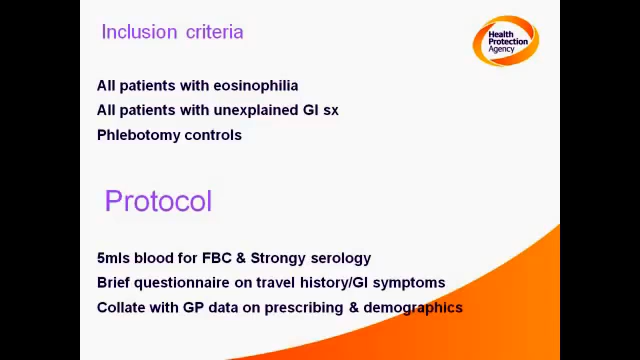 Inclusion criteria
Health
Protection
Agency
All patients with eosinophilia
All patients with unexplained GI sx
Phlebotomy controls
Protocol
5mls blood for FBC & Strongy serology
Brief questionnaire on travel history/GI symptoms
Collate with GP data on prescribing & demographics